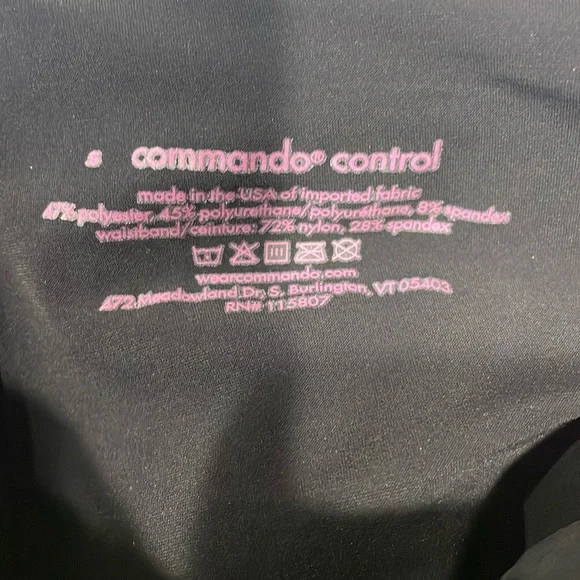 s commando® control
made in the USA of imported fabric
47% polyester, 45% polyurethane/polyuréthane, 8% spandex
waistband/ceinture: 72% nylon, 28% spandex
wearcommando.com
472 Meadowland Dr, S. Burlington, VT 05403
RN# 115807